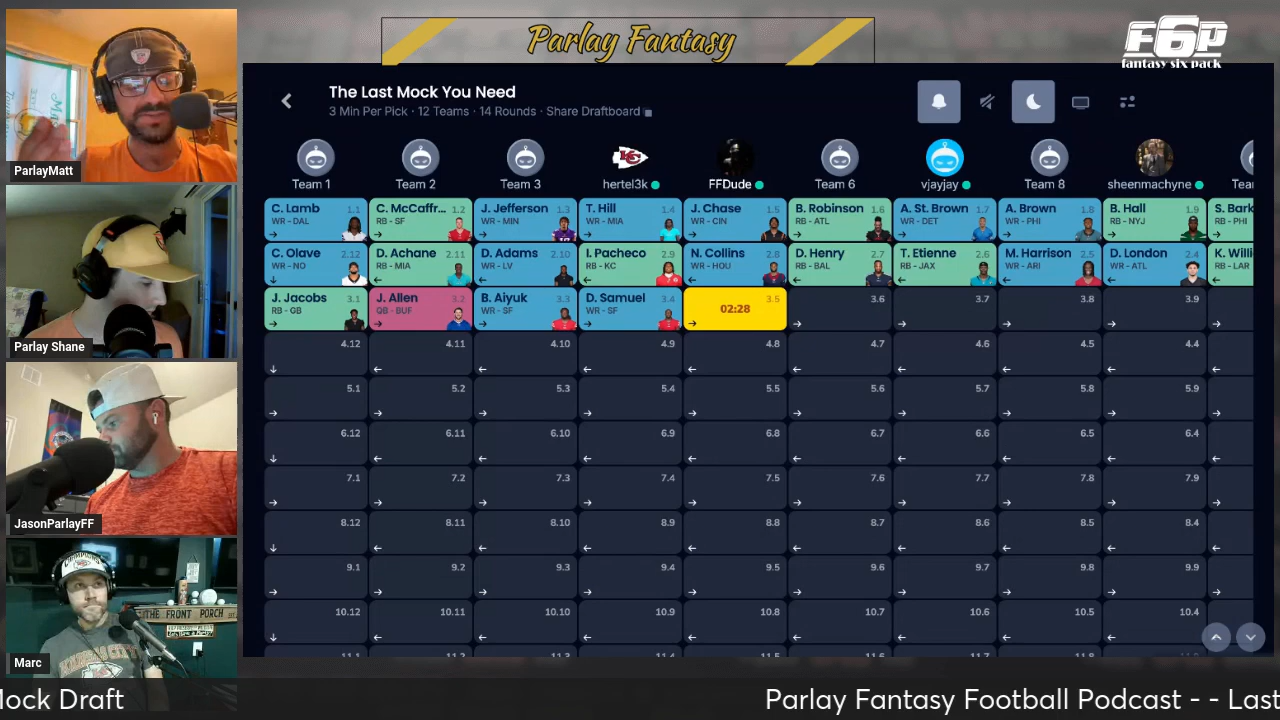 Parlay Fantasy
F6P
fantasy six pack
ParlayMatt
Parlay Shane
JasonParlayFF
THE FRONT PORCH
Marc
The Last Mock You Need
3 Min Per Pick · 12 Teams · 14 Rounds · Share Draftboard
Team 1 Team 2 Team 3 hertel3k FFDude Team 6 vjayjay Team 8 sheenmachyne
C. Lamb 1.1 C. McCaffr... 1.2 J. Jefferson 1.3 T. Hill 1.4 J. Chase 1.5 B. Robinson 1.6 A. St. Brown 1.7 A. Brown 1.8 B. Hall 1.9 S. Bark
WR - DAL RB - SF WR - MIN WR - MIA WR - CIN RB - ATL WR - DET WR - PHI RB - NYJ RB - PHI
C. Olave 2.12 D. Achane 2.11 D. Adams 2.10 I. Pacheco 2.9 N. Collins 2.8 D. Henry 2.7 T. Etienne 2.6 M. Harrison 2.5 D. London 2.4 K. Willi
WR - NO RB - MIA WR - LV RB - KC WR - HOU RB - BAL RB - JAX WR - ARI WR - ATL RB - LAR
J. Jacobs 3.1 J. Allen 3.2 B. Aiyuk 3.3 D. Samuel 3.4 02:28 3.5 3.6 3.7 3.8 3.9
RB - GB QB - BUF WR - SF WR - SF
4.12 4.11 4.10 4.9 4.8 4.7 4.6 4.5 4.4
5.1 5.2 5.3 5.4 5.5 5.6 5.7 5.8 5.9
6.12 6.11 6.10 6.9 6.8 6.7 6.6 6.5 6.4
7.1 7.2 7.3 7.4 7.5 7.6 7.7 7.8 7.9
8.12 8.11 8.10 8.9 8.8 8.7 8.6 8.5 8.4
9.1 9.2 9.3 9.4 9.5 9.6 9.7 9.8 9.9
10.12 10.11 10.10 10.9 10.8 10.7 10.6 10.5 10.4
Mock Draft Parlay Fantasy Football Podcast - - Last